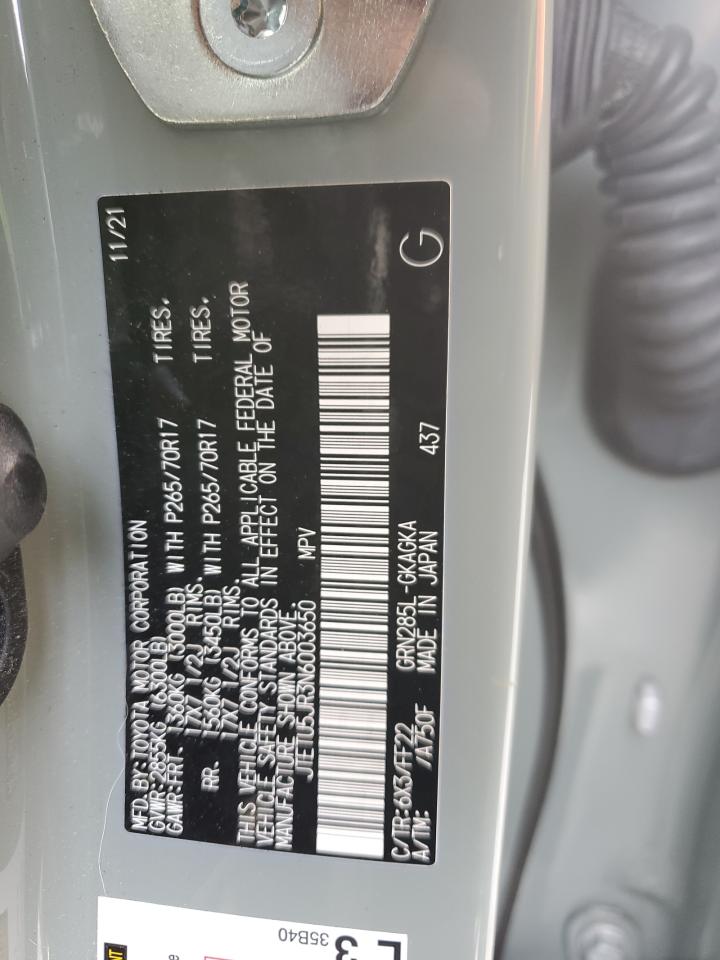 MFD. BY: TOYOTA MOTOR CORPORATION 11/21
GVWR: 2855KG (6300LB)
GAWR: FRT. 1360KG (3000LB) WITH P265/70R17 TIRES.
17X7 1/2J RIMS.
RR. 1560KG (3450LB) WITH P265/70R17 TIRES.
17X7 1/2J RIMS.
THIS VEHICLE CONFORMS TO ALL APPLICABLE FEDERAL MOTOR
VEHICLE SAFETY STANDARDS IN EFFECT ON THE DATE OF
MANUFACTURE SHOWN ABOVE.
JTELU5JR3N6003650 MPV
C/TR: 6X3/FF22 GRN285L-GKAGKA 437 G
A/TM: /A750F MADE IN JAPAN
35B40